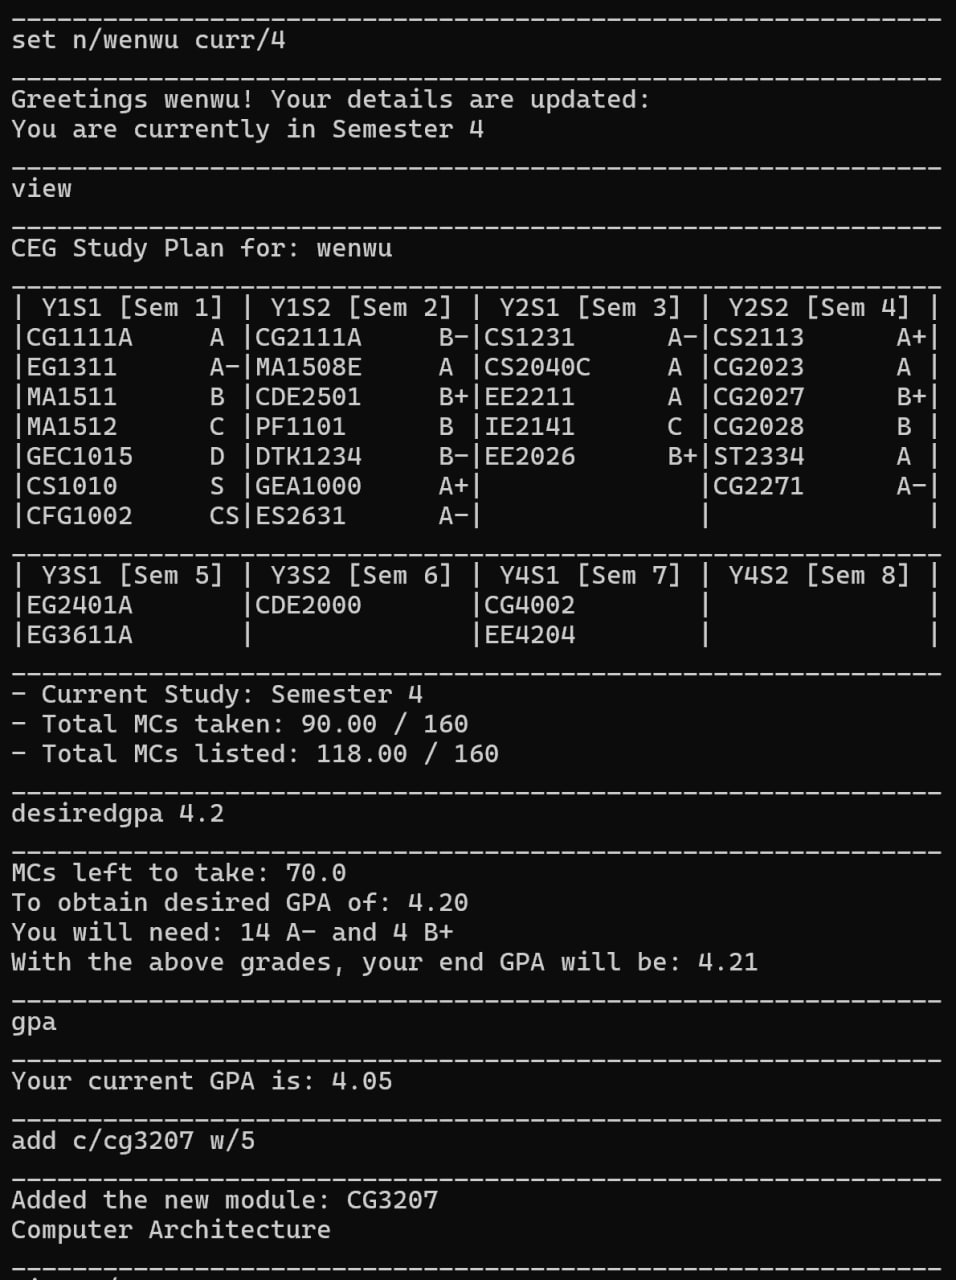 set n/wenwu curr/4
Greetings wenwu! Your details are updated:
You are currently in Semester 4
view
CEG Study Plan for: wenwu
| Y1S1 [Sem 1] | Y1S2 [Sem 2] | Y2S1 [Sem 3] | Y2S2 [Sem 4] |
|CG1111A     A |CG2111A     B-|CS1231      A-|CS2113      A+|
|EG1311      A-|MA1508E     A |CS2040C     A |CG2023      A |
|MA1511      B |CDE2501     B+|EE2211      A |CG2027      B+|
|MA1512      C |PF1101      B |IE2141      C |CG2028      B |
|GEC1015     D |DTK1234     B-|EE2026      B+|ST2334      A |
|CS1010      S |GEA1000     A+|              |CG2271      A-|
|CFG1002     CS|ES2631      A-|              |              |
| Y3S1 [Sem 5] | Y3S2 [Sem 6] | Y4S1 [Sem 7] | Y4S2 [Sem 8] |
|EG2401A       |CDE2000       |CG4002        |              |
|EG3611A       |              |EE4204        |              |
- Current Study: Semester 4
- Total MCs taken: 90.00 / 160
- Total MCs listed: 118.00 / 160
desiredgpa 4.2
MCs left to take: 70.0
To obtain desired GPA of: 4.20
You will need: 14 A- and 4 B+
With the above grades, your end GPA will be: 4.21
gpa
Your current GPA is: 4.05
add c/cg3207 w/5
Added the new module: CG3207
Computer Architecture